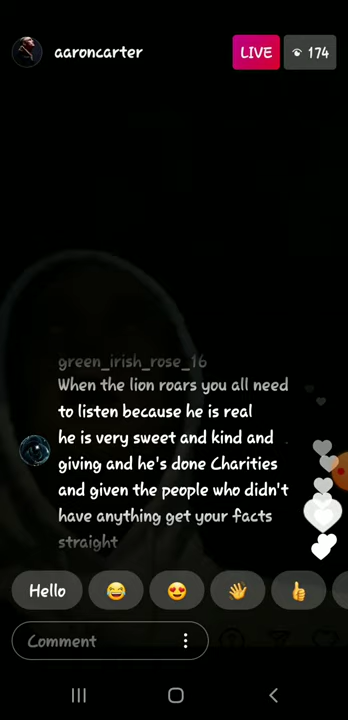 aaroncarter
LIVE
174
green_irish_rose_16
When the lion roars you all need
to listen because he is real
he is very sweet and kind and
giving and he's done Charities
and given the people who didn't
have anything get your facts
straight
Hello
Comment